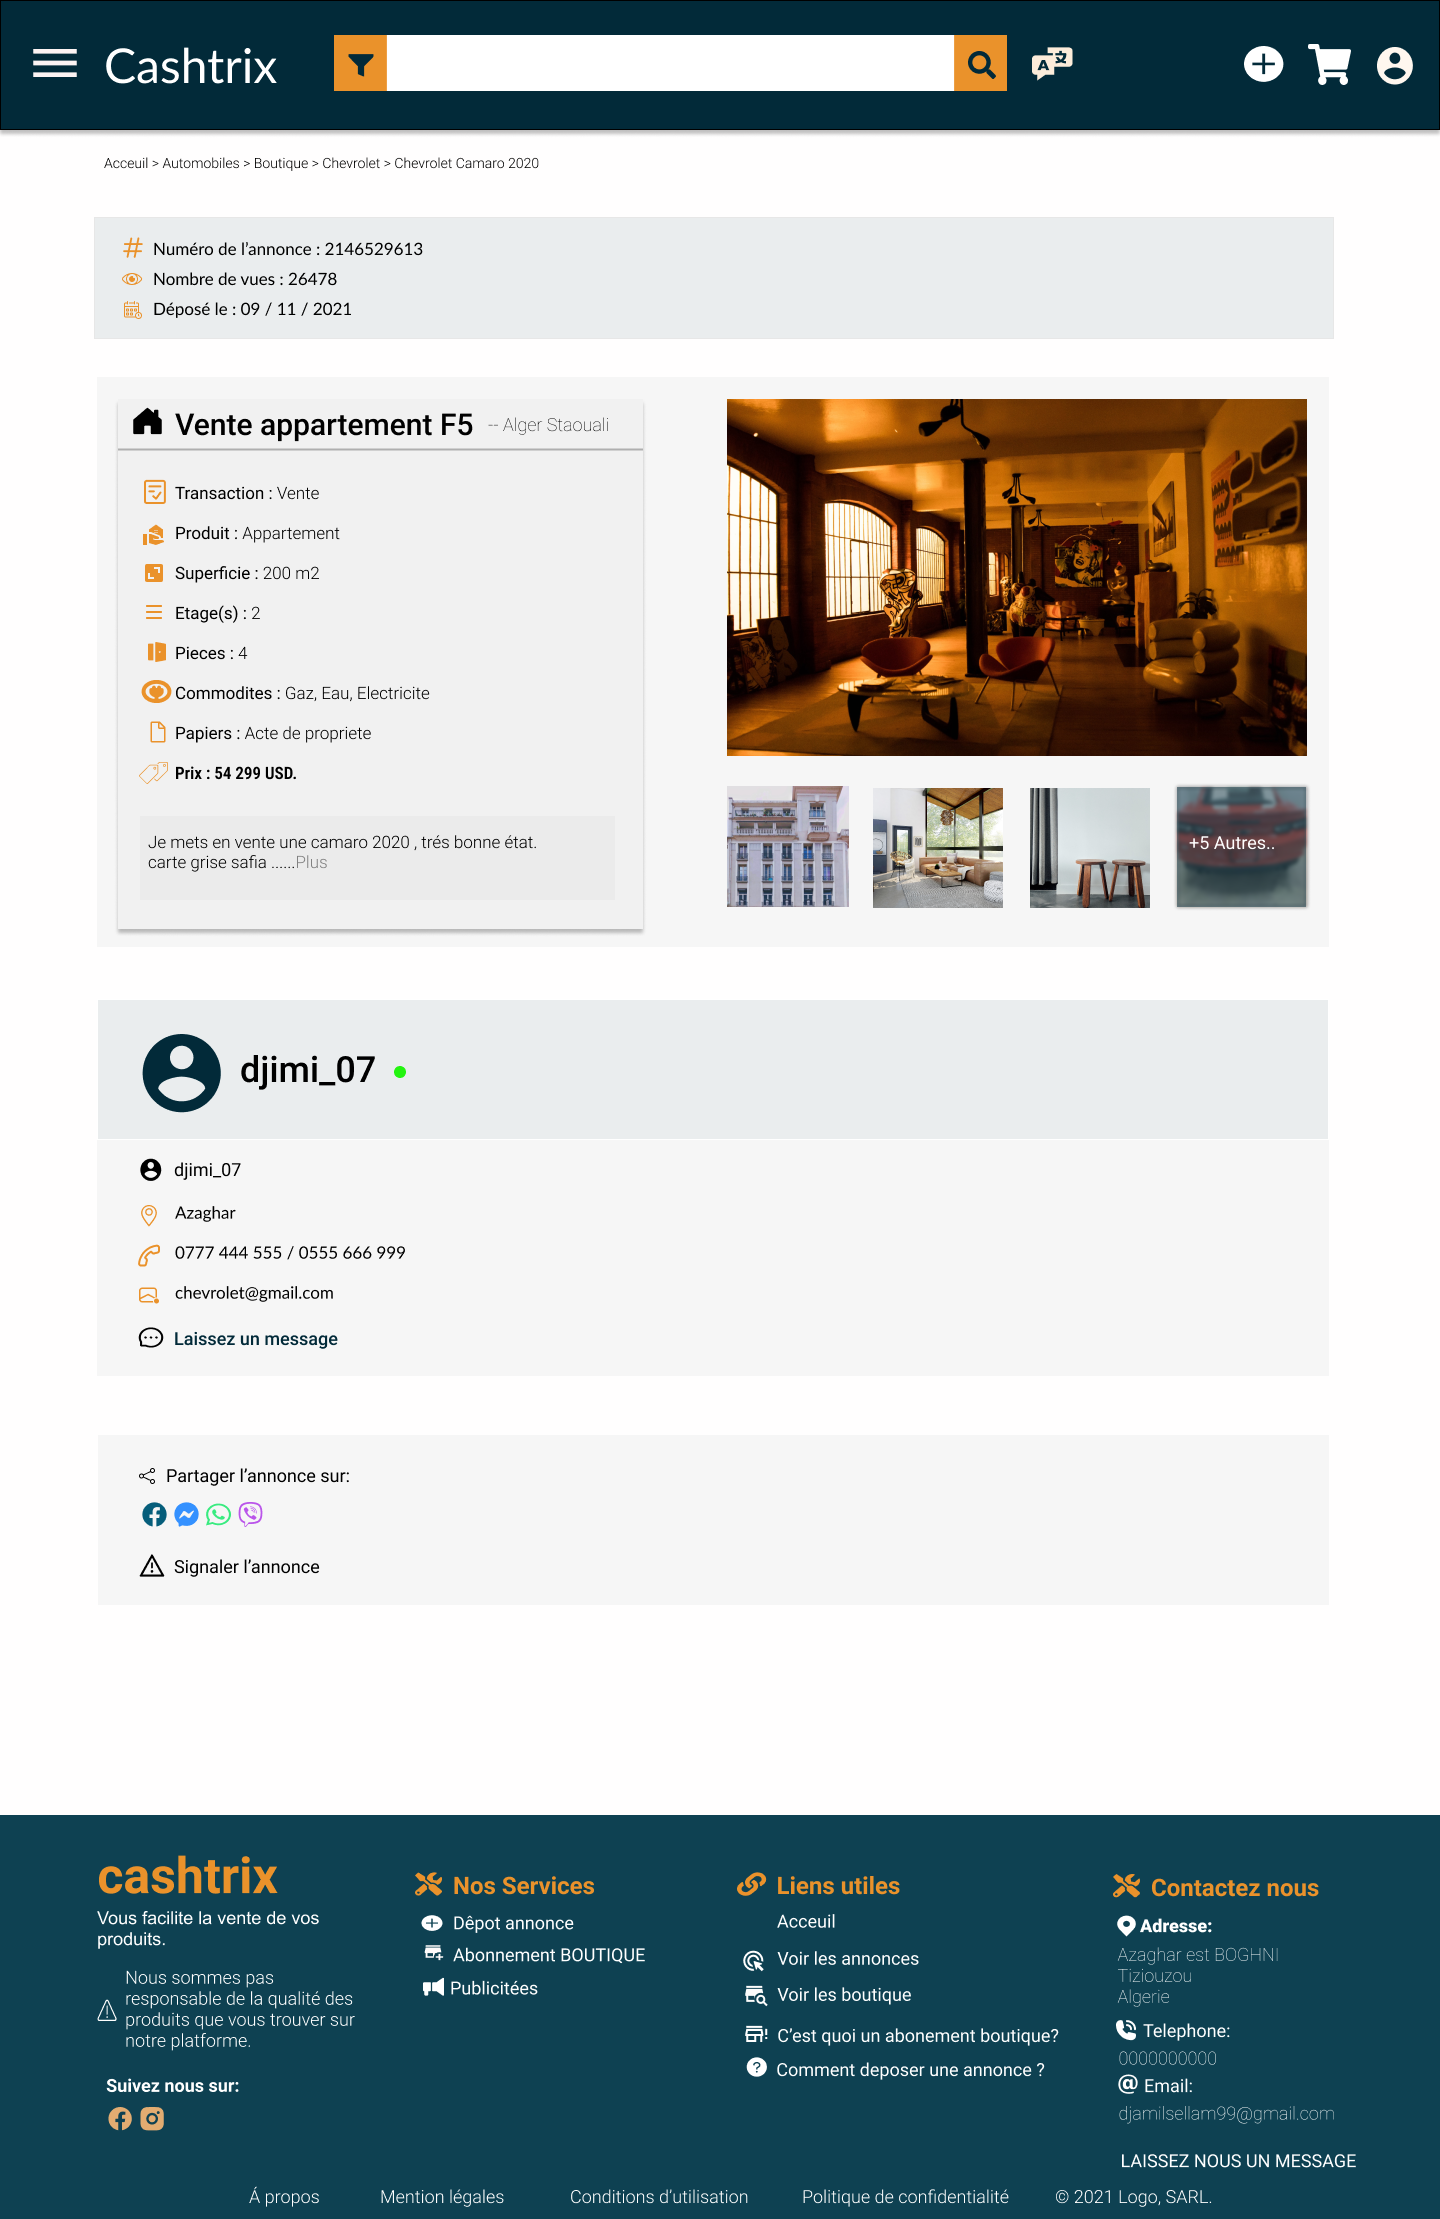 Cashtrix
Acceuil > Automobiles > Boutique > Chevrolet > Chevrolet Camaro 2020
Numéro de l’annonce : 2146529613
Nombre de vues : 26478
Déposé le : 09 / 11 / 2021
Vente appartement F5 -- Alger Staouali
Transaction : Vente
Produit : Appartement
Superficie : 200 m2
Etage(s) : 2
Pieces : 4
Commodites : Gaz, Eau, Electricite
Papiers : Acte de propriete
Prix : 54 299 USD.
Je mets en vente une camaro 2020 , trés bonne état.
carte grise safia ......Plus
+5 Autres..
djimi_07
djimi_07
Azaghar
0777 444 555 / 0555 666 999
chevrolet@gmail.com
Laissez un message
Partager l’annonce sur:
Signaler l’annonce
cashtrix
Vous facilite la vente de vos
produits.
Nous sommes pas
responsable de la qualité des
produits que vous trouver sur
notre platforme.
Suivez nous sur:
Nos Services
Dêpot annonce
Abonnement BOUTIQUE
Publicitées
Liens utiles
Acceuil
Voir les annonces
Voir les boutique
C’est quoi un abonement boutique?
Comment deposer une annonce ?
Contactez nous
Adresse:
Azaghar est BOGHNI
Tiziouzou
Algerie
Telephone:
0000000000
Email:
djamilsellam99@gmail.com
LAISSEZ NOUS UN MESSAGE
Á propos
Mention légales
Conditions d’utilisation
Politique de confidentialité
© 2021 Logo, SARL.